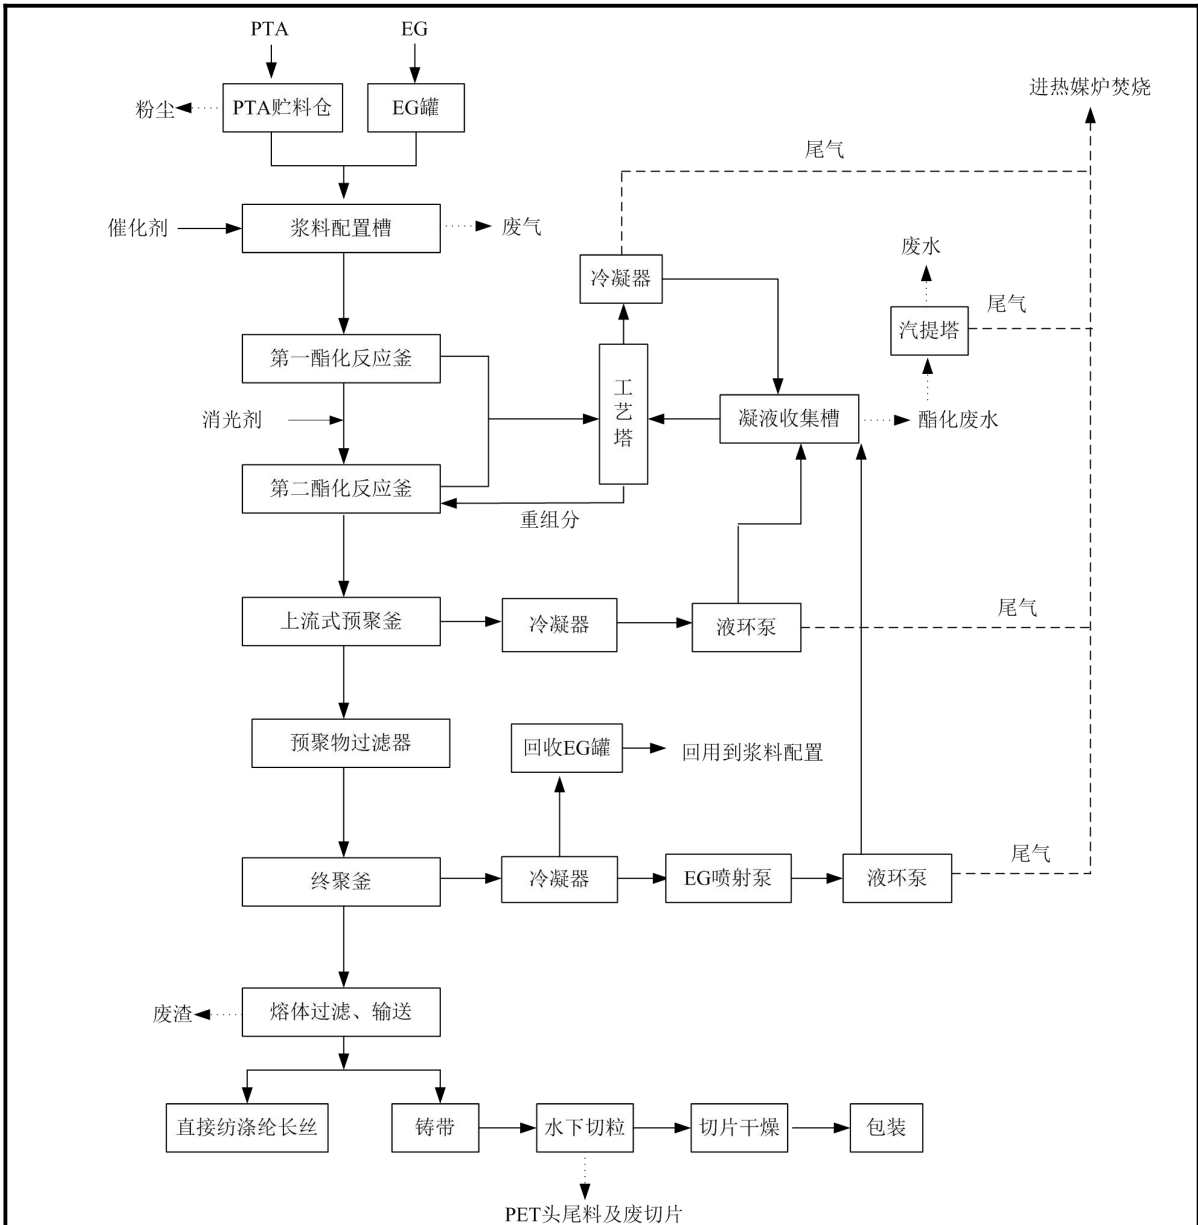 PTA
EG
粉尘
PTA贮料仓
EG罐
进热媒炉焚烧
尾气
催化剂
浆料配置槽
废气
废水
冷凝器
尾气
汽提塔
第一酯化反应釜
工艺塔
消光剂
凝液收集槽
酯化废水
第二酯化反应釜
重组分
上流式预聚釜
冷凝器
液环泵
尾气
预聚物过滤器
回收EG罐
回用到浆料配置
终聚釜
冷凝器
EG喷射泵
液环泵
尾气
废渣
熔体过滤、输送
直接纺涤纶长丝
铸带
水下切粒
切片干燥
包装
PET头尾料及废切片